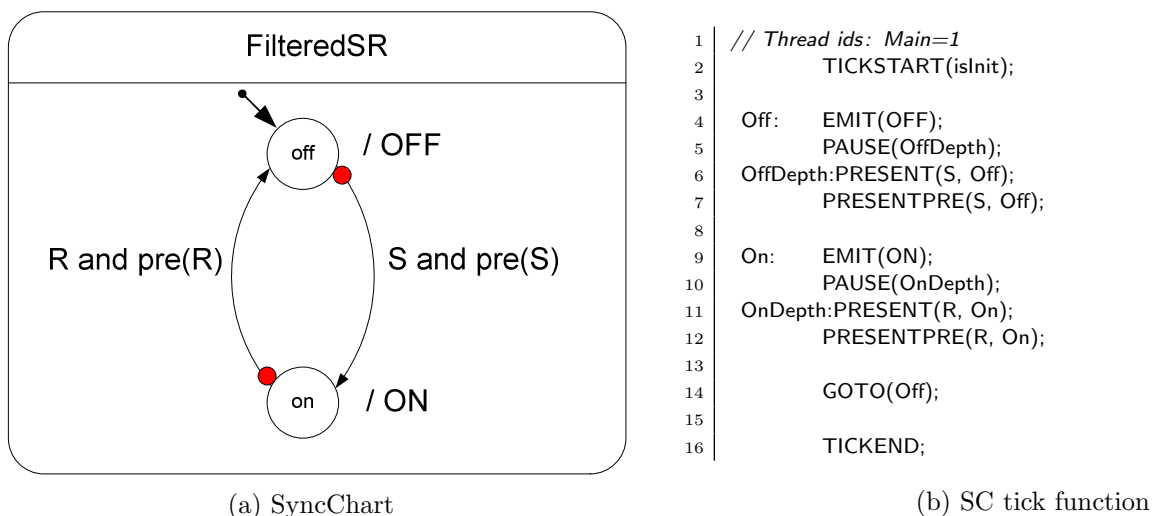 FilteredSR
off
/ OFF
R and pre(R)
S and pre(S)
on
/ ON
(a) SyncChart
1 // Thread ids: Main=1
2 TICKSTART(isInit);
3
4 Off: EMIT(OFF);
5 PAUSE(OffDepth);
6 OffDepth:PRESENT(S, Off);
7 PRESENTPRE(S, Off);
8
9 On: EMIT(ON);
10 PAUSE(OnDepth);
11 OnDepth:PRESENT(R, On);
12 PRESENTPRE(R, On);
13
14 GOTO(Off);
15
16 TICKEND;
(b) SC tick function